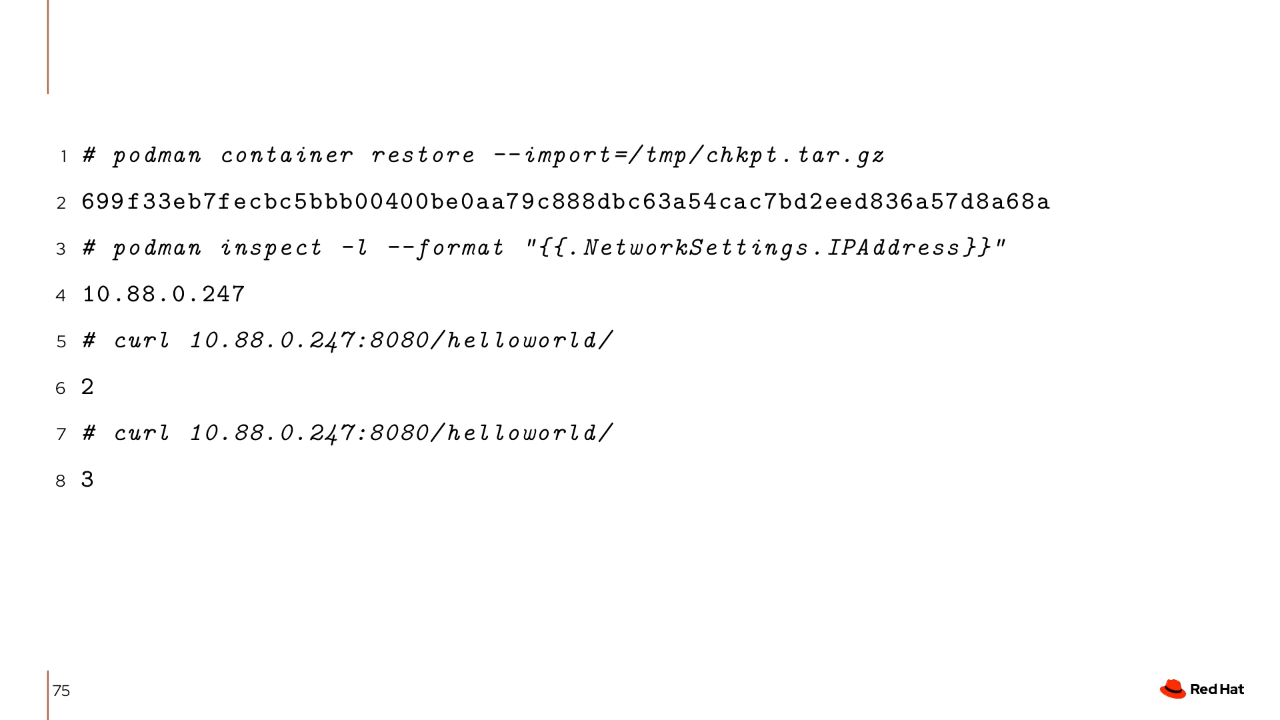 1 # podman container restore --import=/tmp/chkpt.tar.gz
2 699f33eb7fecbc5bbb00400be0aa79c888dbc63a54cac7bd2eed836a57d8a68a
3 # podman inspect -l --format "{{.NetworkSettings.IPAddress}}"
4 10.88.0.247
5 # curl 10.88.0.247:8080/helloworld/
6 2
7 # curl 10.88.0.247:8080/helloworld/
8 3
75
Red Hat